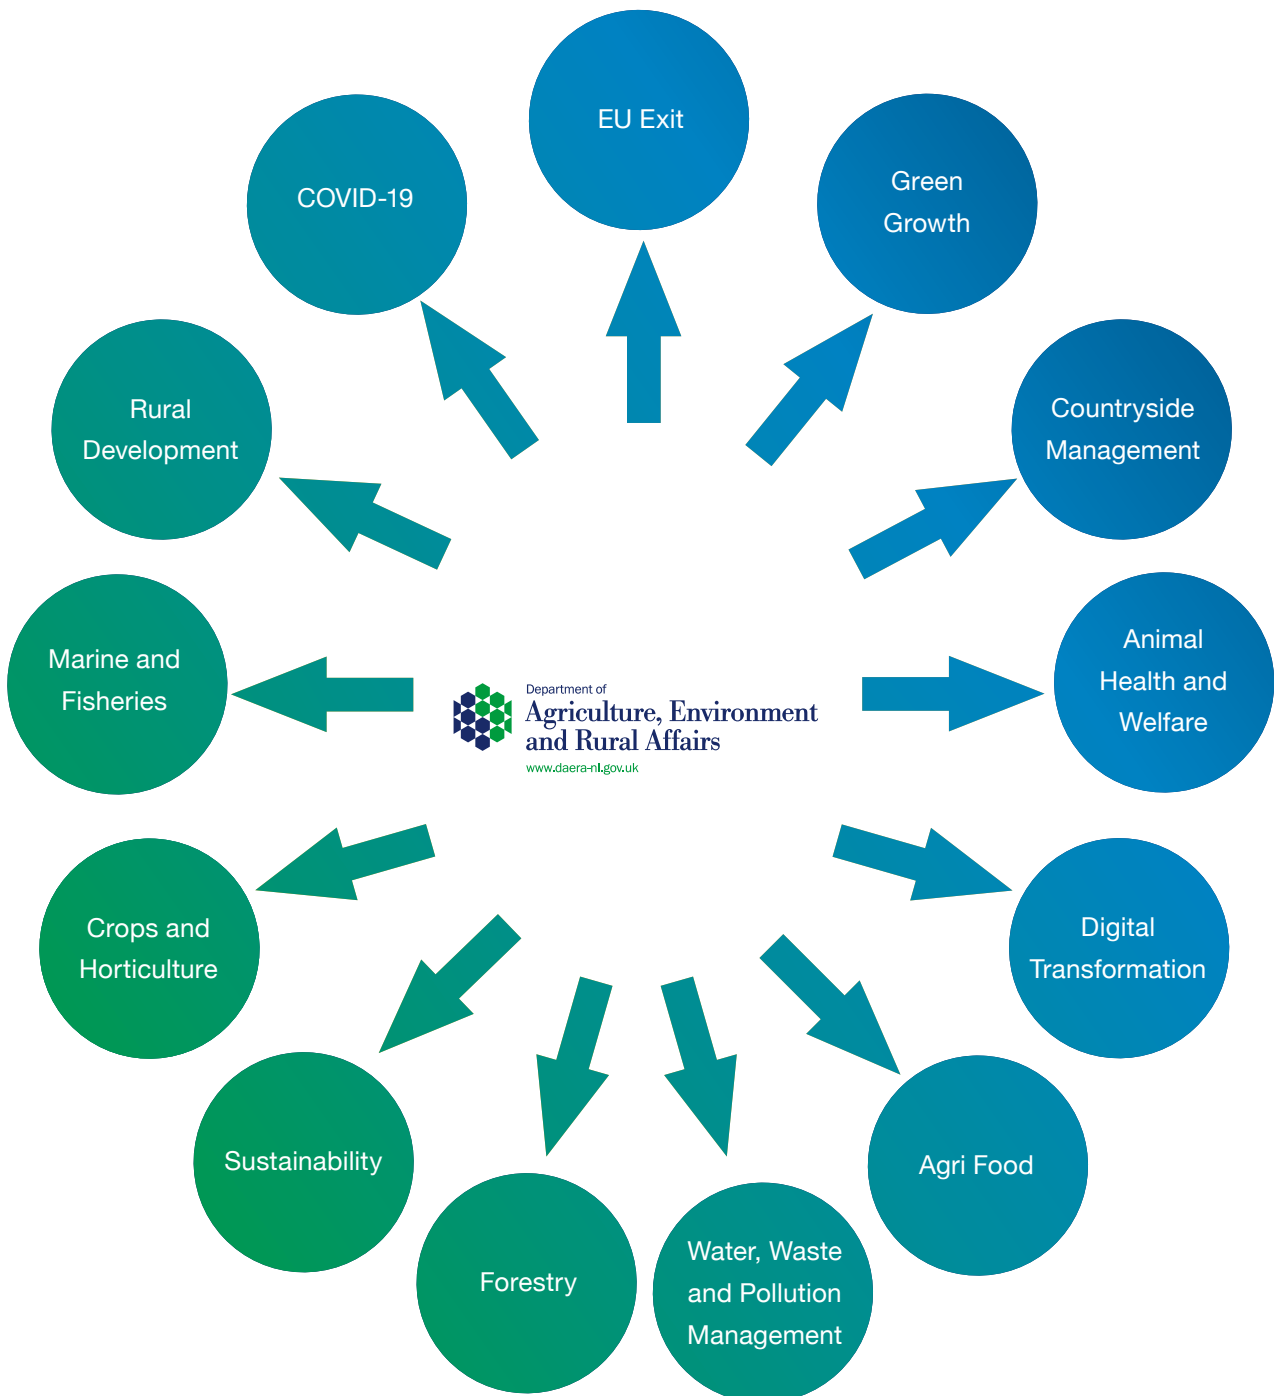 EU Exit
Green
Growth
Countryside
Management
Animal
Health and
Welfare
Digital
Transformation
Agri Food
Water, Waste
and Pollution
Management
Forestry
Sustainability
Crops and
Horticulture
Marine and
Fisheries
Rural
Development
COVID-19
Department of
Agriculture, Environment
and Rural Affairs
www.daera-ni.gov.uk